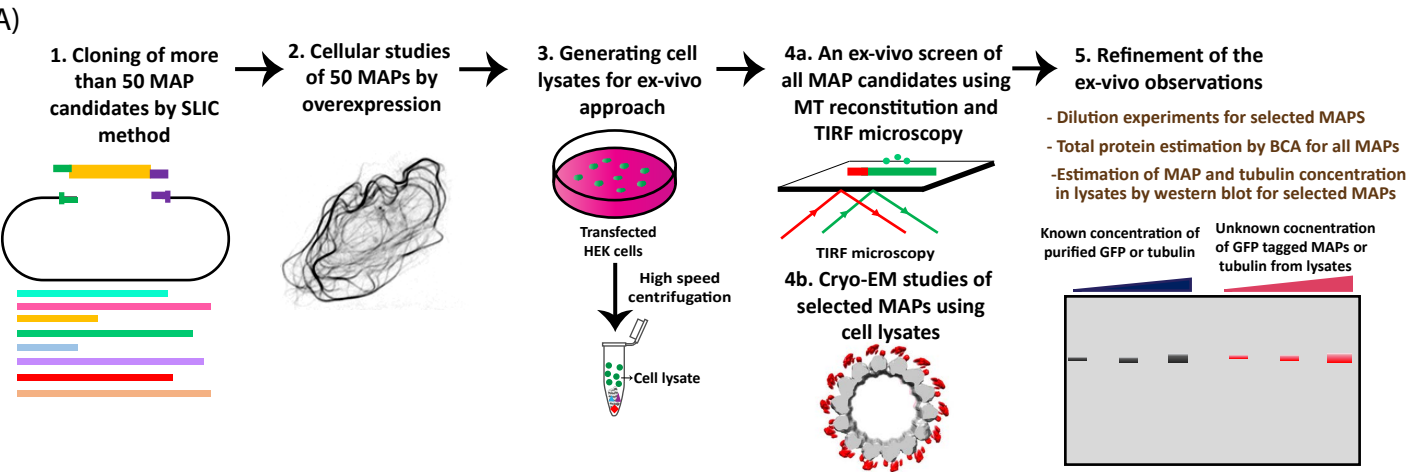 A)
1. Cloning of more
than 50 MAP
candidates by SLIC
method
2. Cellular studies
of 50 MAPs by
overexpression
3. Generating cell
lysates for ex-vivo
approach
Transfected
HEK cells
High speed
centrifugation
Cell lysate
4a. An ex-vivo screen of
all MAP candidates using
MT reconstitution and
TIRF microscopy
TIRF microscopy
4b. Cryo-EM studies of
selected MAPs using
cell lysates
5. Refinement of the
ex-vivo observations
- Dilution experiments for selected MAPS
- Total protein estimation by BCA for all MAPs
-Estimation of MAP and tubulin concentration
in lysates by western blot for selected MAPs
Known concentration of
purified GFP or tubulin
Unknown cocnentration
of GFP tagged MAPs or
tubulin from lysates